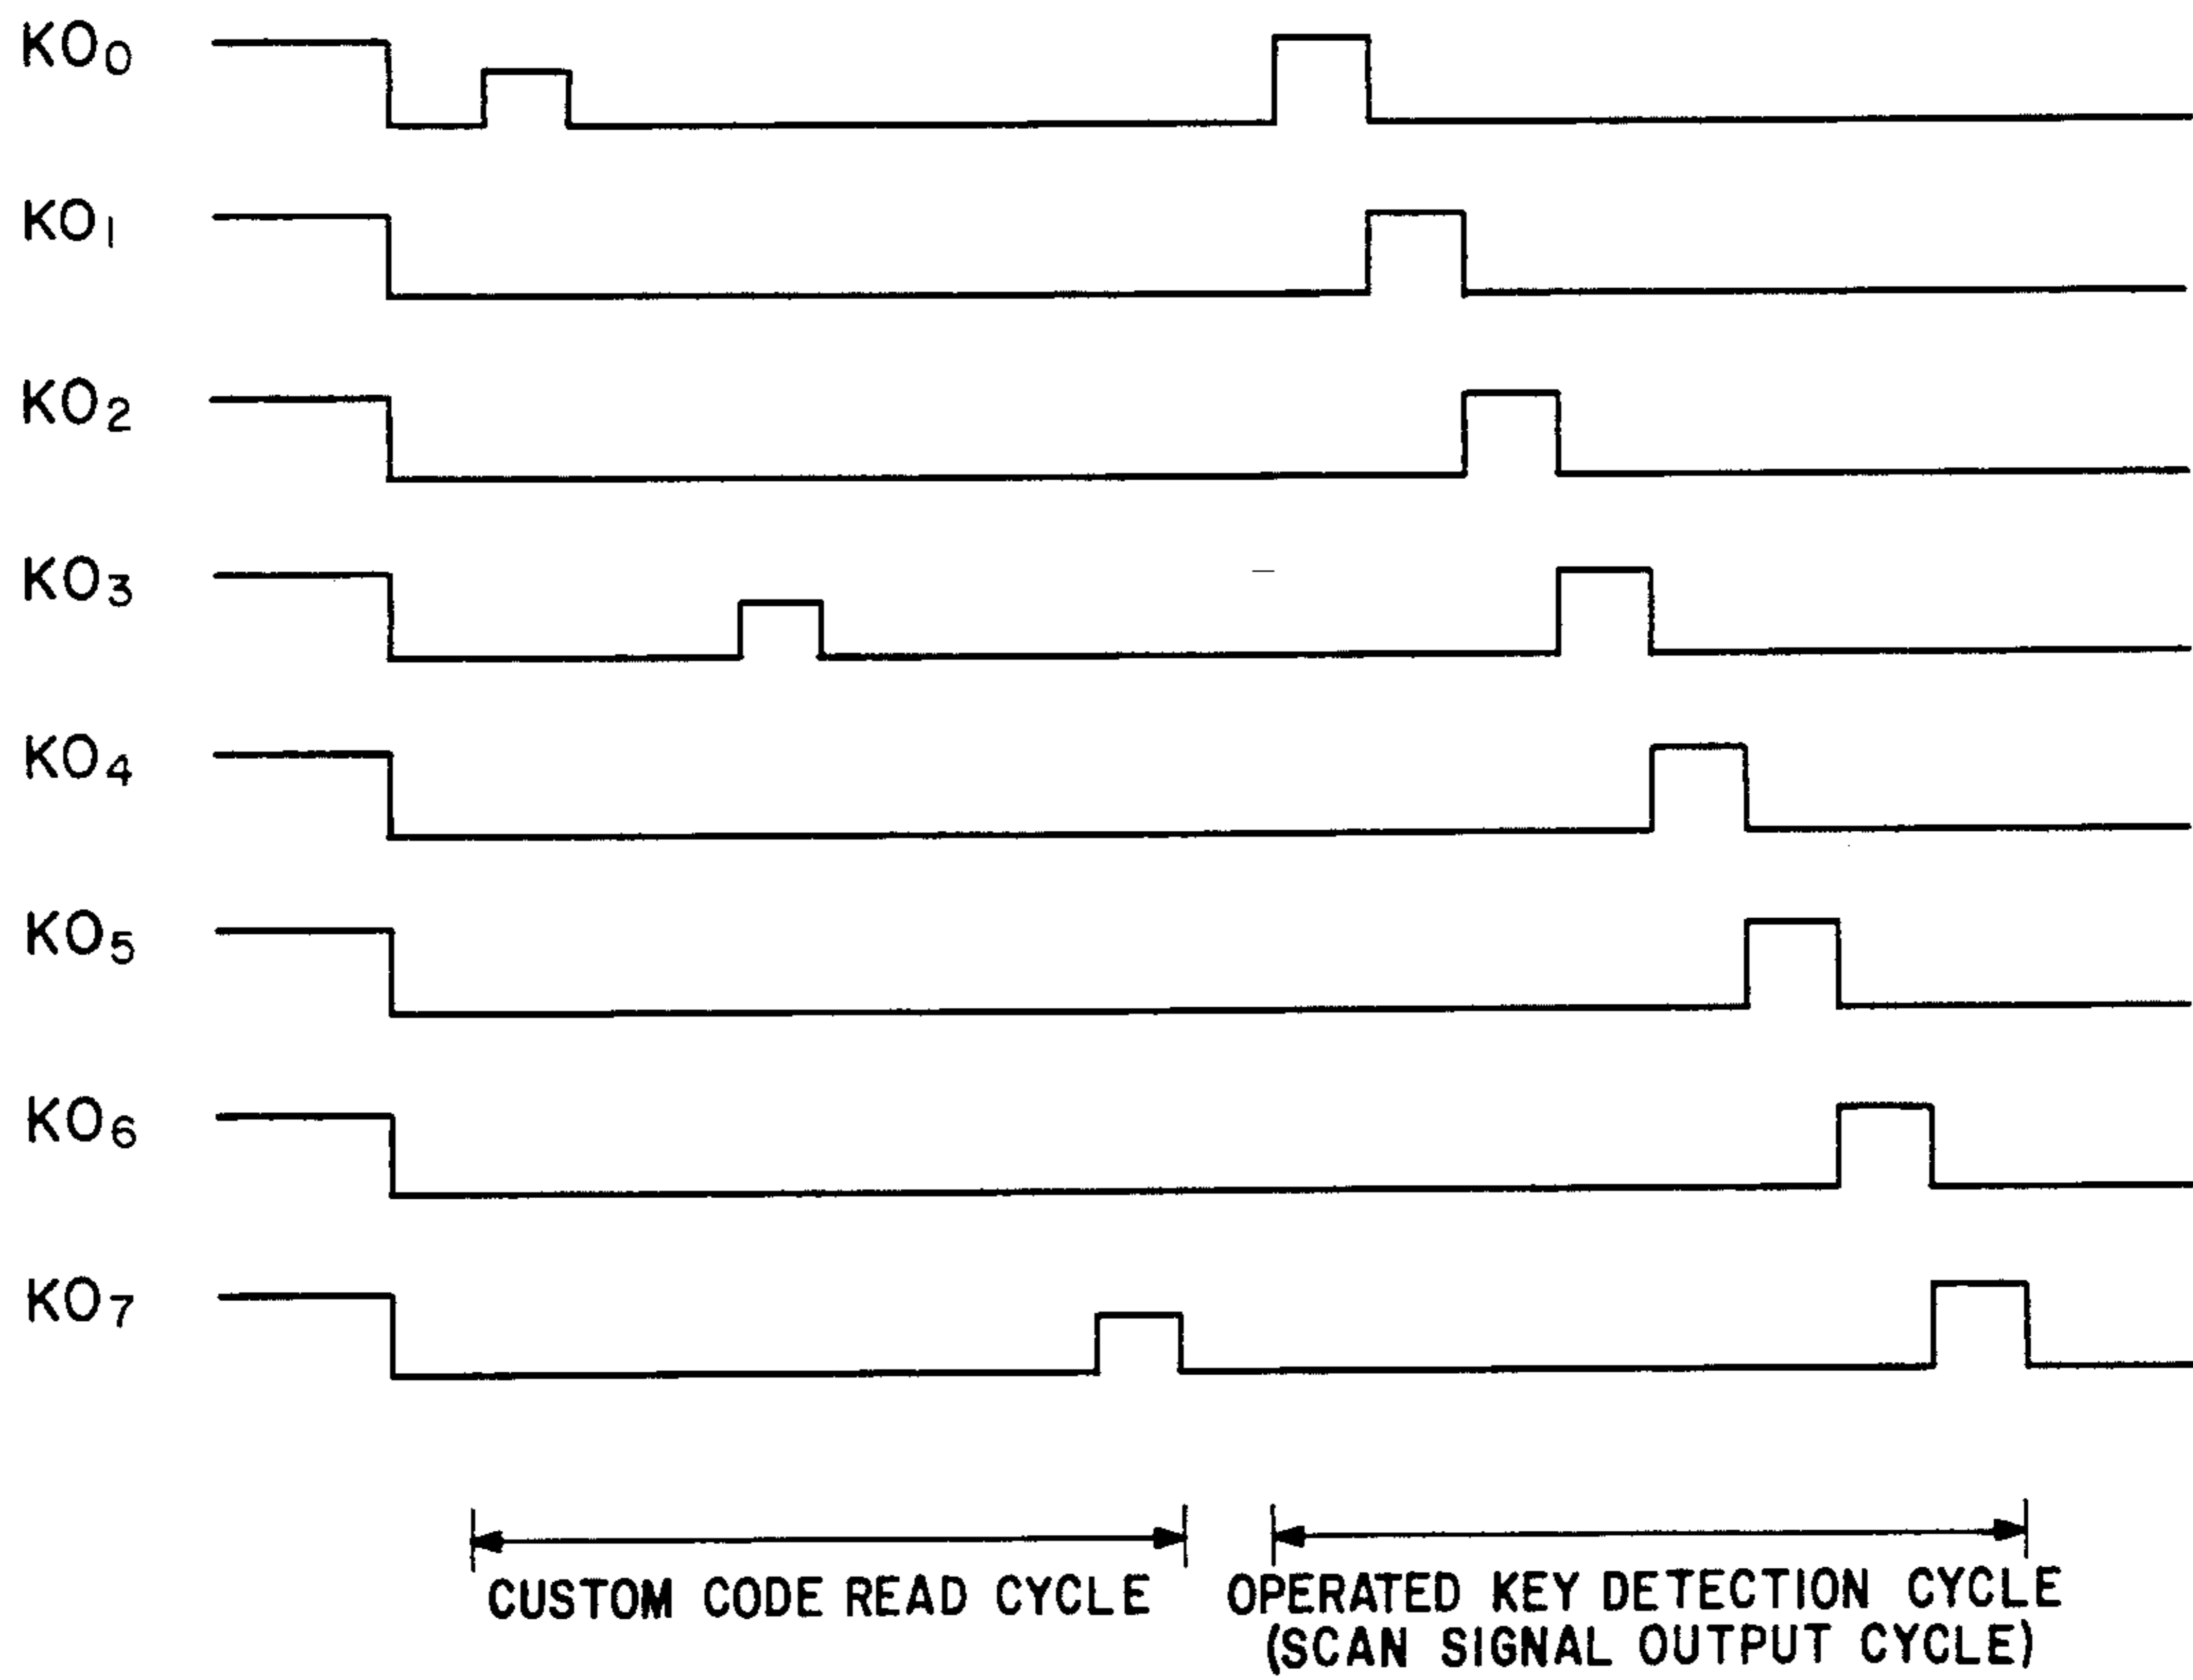 KO₀
KO₁
KO₂
KO₃
KO₄
KO₅
KO₆
KO₇
CUSTOM CODE READ CYCLE
OPERATED KEY DETECTION CYCLE
(SCAN SIGNAL OUTPUT CYCLE)